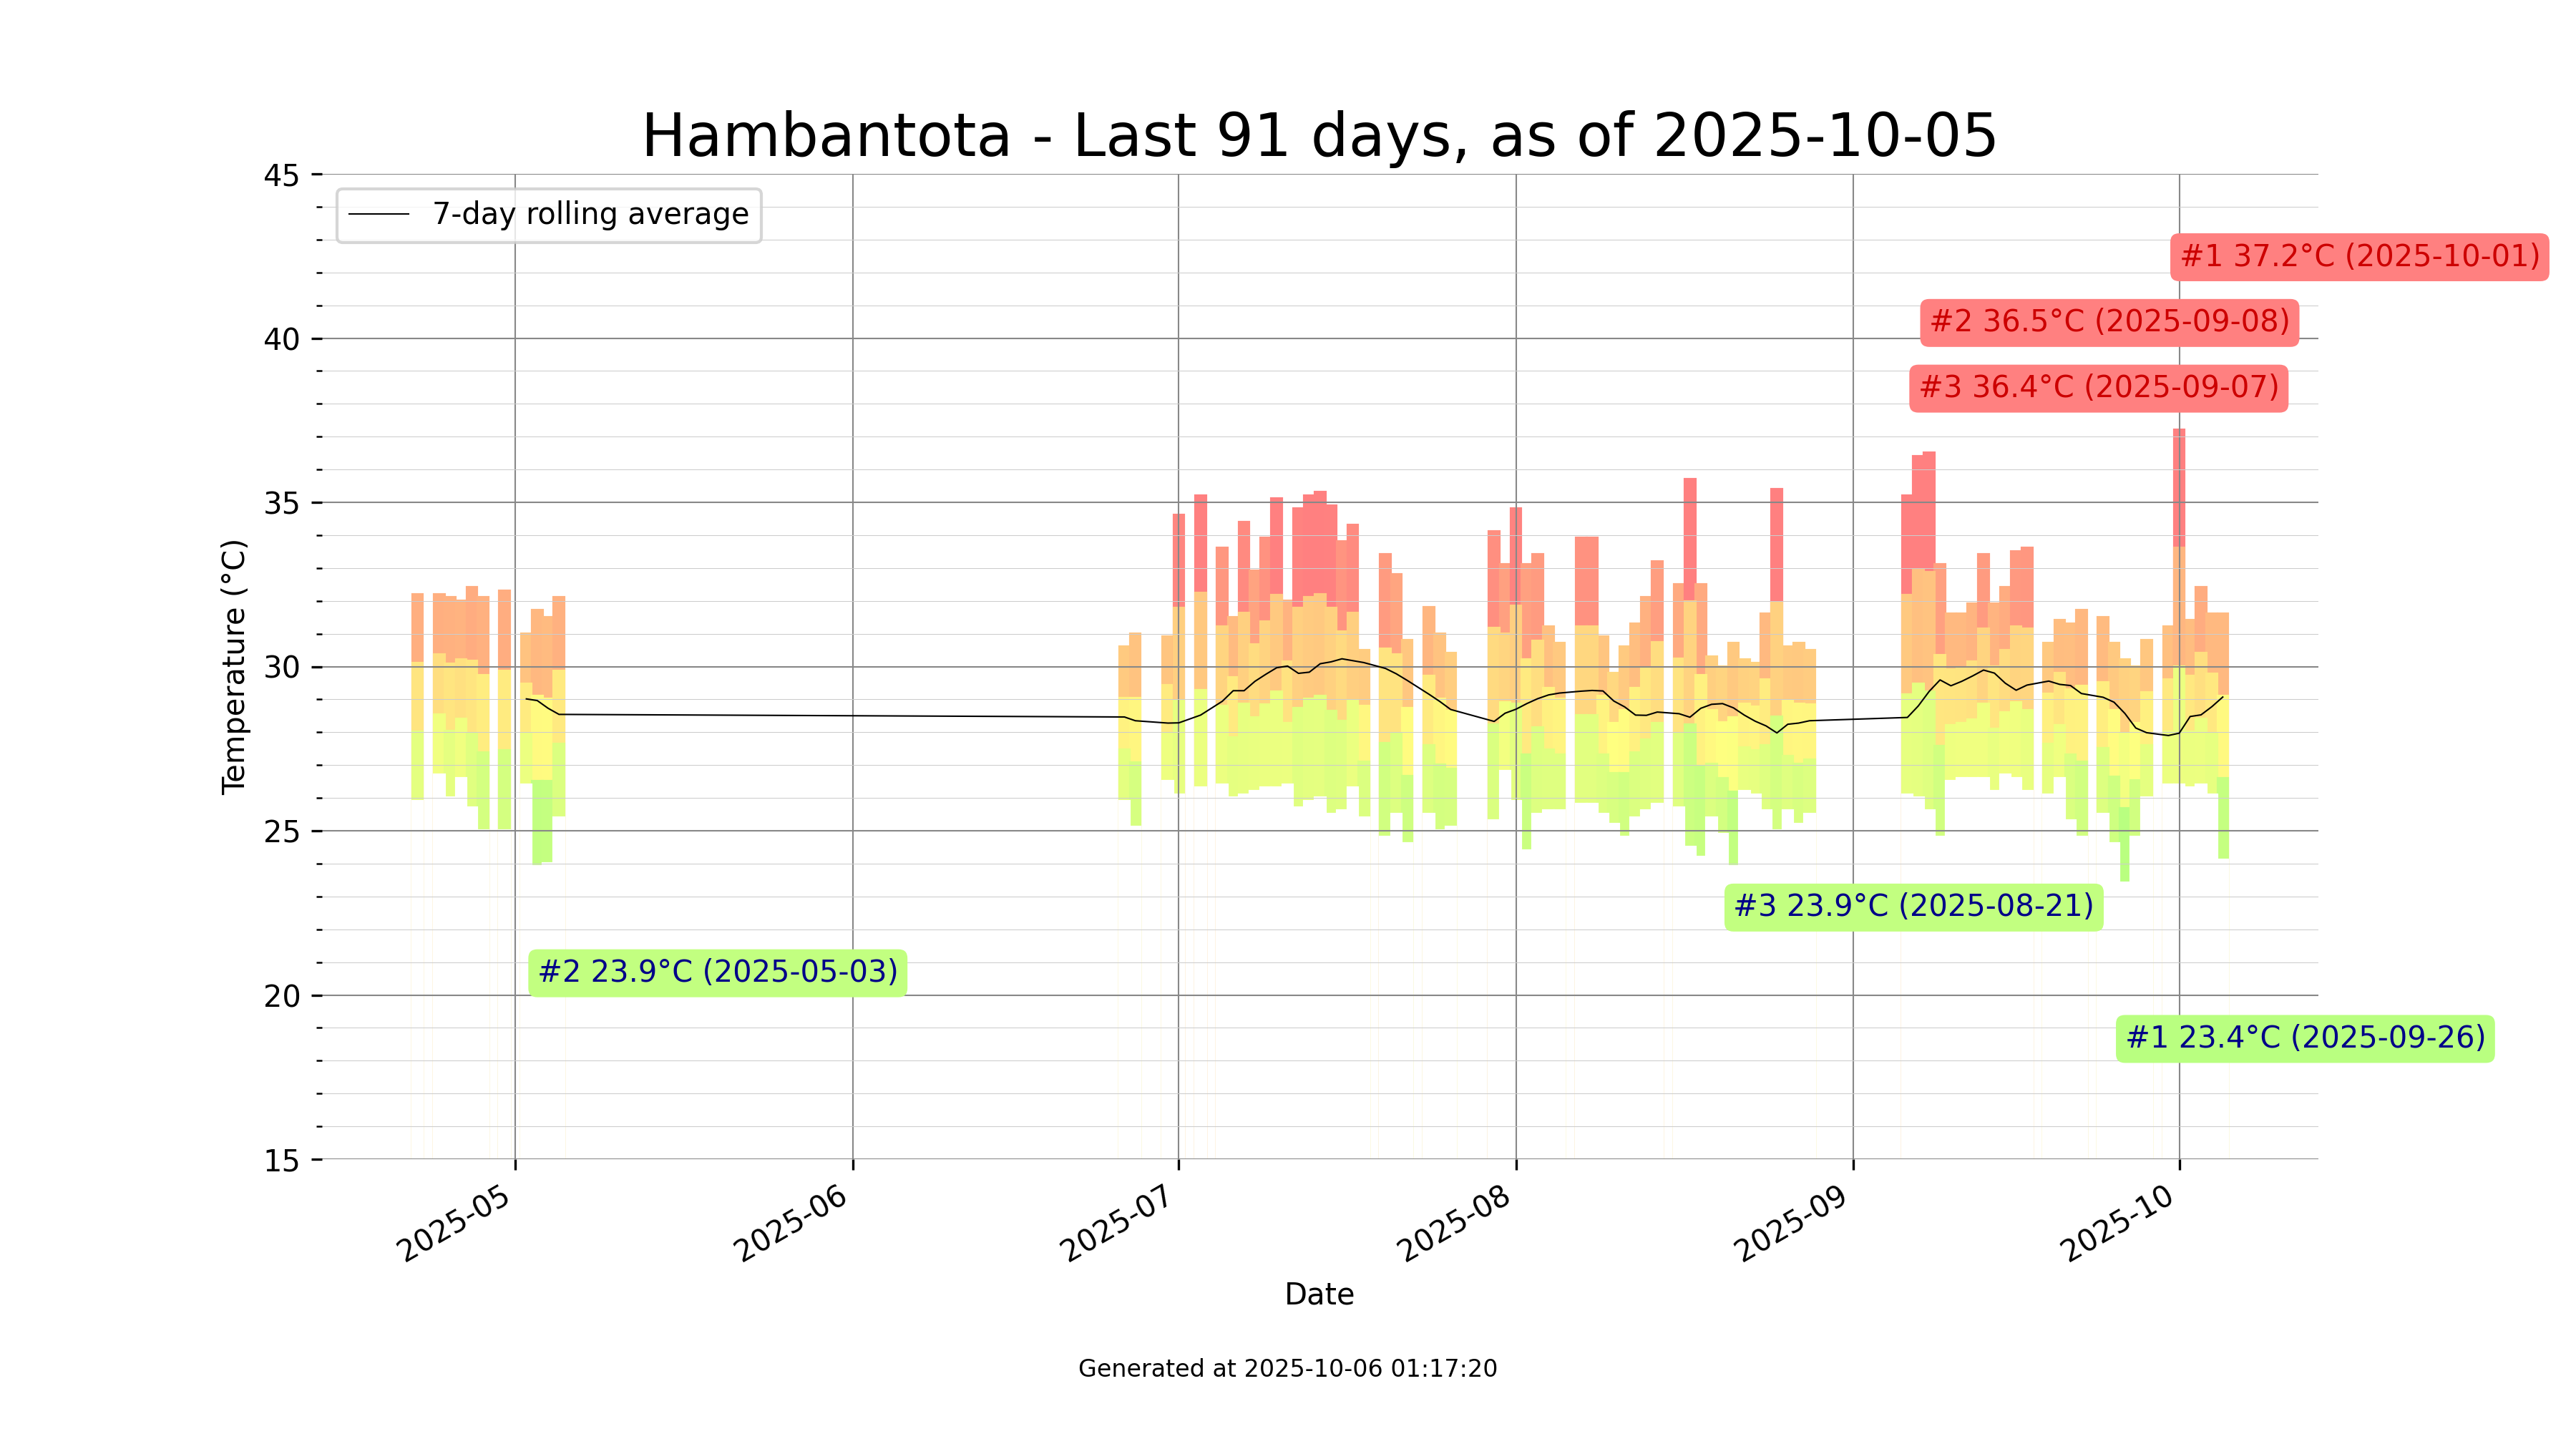 Hambantota - Last 91 days, as of 2025-10-05
45
7-day rolling average
#1 37.2°C (2025-10-01)
#2 36.5°C (2025-09-08)
40
#3 36.4°C (2025-09-07)
35
30
Temperature (°C)
25
#3 23.9°C (2025-08-21)
#2 23.9°C (2025-05-03)
20
#1 23.4°C (2025-09-26)
15
2025-05
2025-06
2025-07
2025-08
2025-09
2025-10
Date
Generated at 2025-10-06 01:17:20